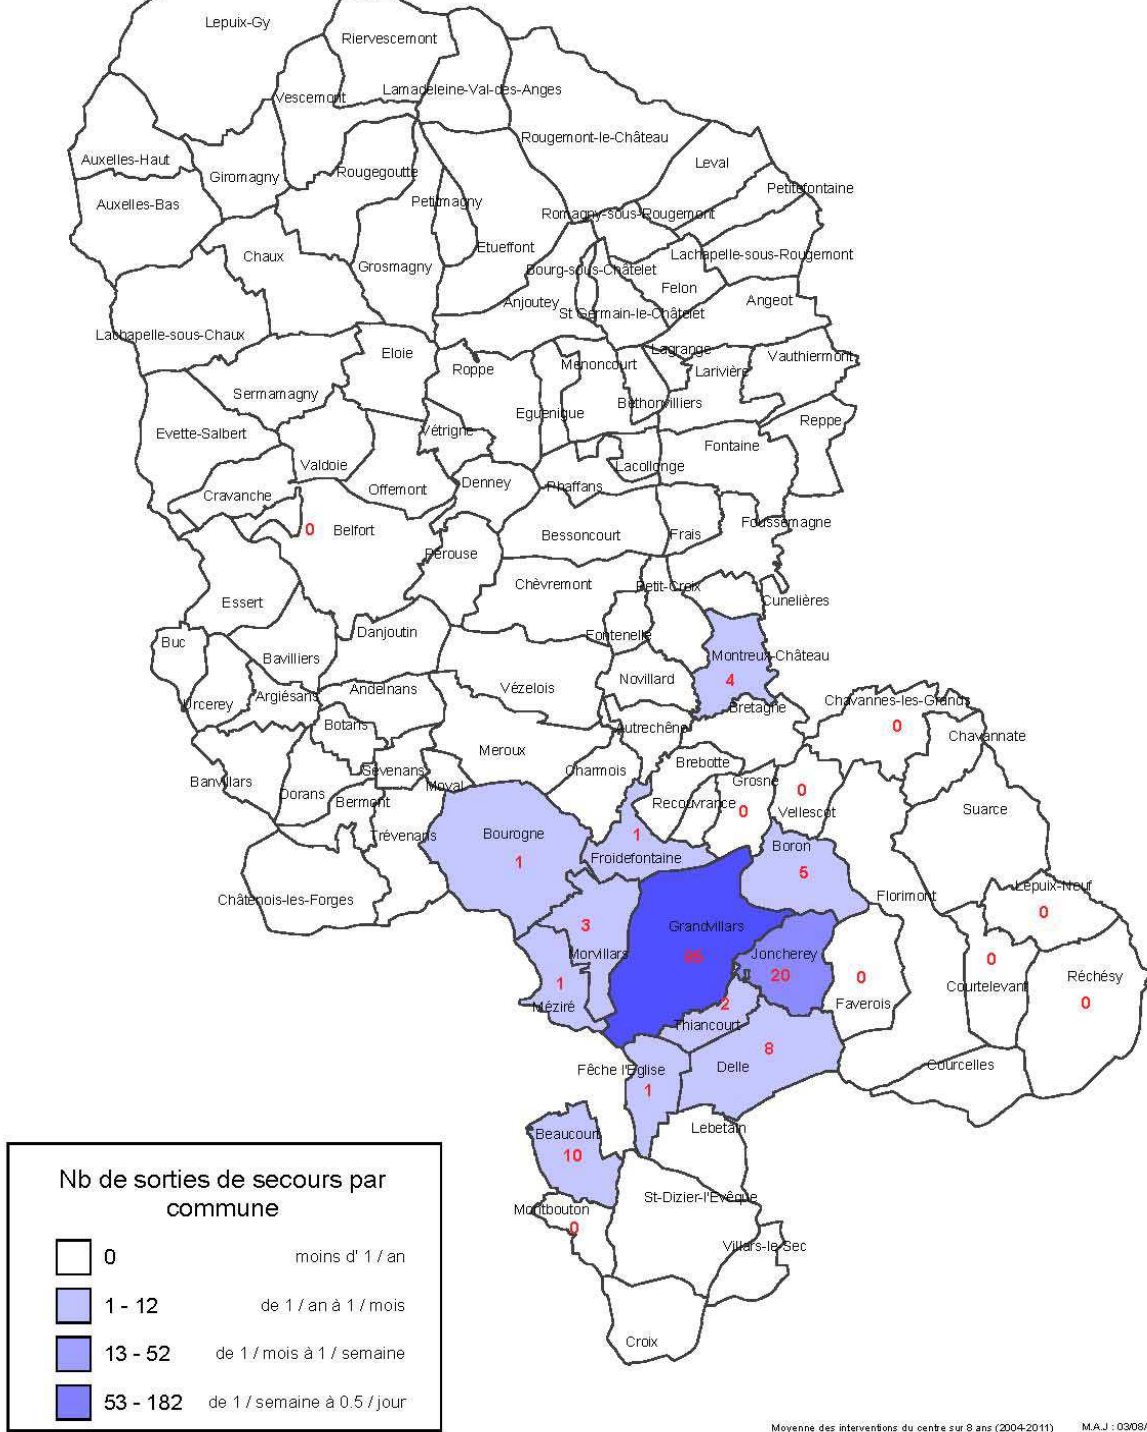 Lepuix-Gy
Riervescemont
Lamadeleine-Val-des-Anges
Vescemont
Rougemont-le-Château
Auxelles-Haut
Leval
Giromagny
Rougegoutte
Petitefontaine
Auxelles-Bas
Petitmagny
Romagny-sous-Rougemont
Etueffont
Chaux
Lachapelle-sous-Rougemont
Grosmagny
Bourg-sous-Châtelet
Felon
Anjoutey
Angeot
St Germain-le-Châtelet
Lachapelle-sous-Chaux
Eloie
Lagrange
Vauthiermont
Roppe
Menoncourt
Larivière
Sermamagny
Bethonvilliers
Eguenigue
Reppe
Evette-Salbert
Vétrigne
Fontaine
Valdoie
Lacollonge
Cravanche
Offemont
Denney
Phaffans
0
Belfort
Bessoncourt
Frais
Foussemagne
Perouse
Chèvremont
Petit-Croix
Essert
Cunelières
Buc
Danjoutin
Fontenelle
Bavilliers
Montreux-Château
Novillard
4
Urcerey
Argiésans
Andelnans
Vézelois
Bretagne
Chavannes-les-Grands
0
Botans
Autrechêne
Chavannate
Meroux
Banvillars
Sévenans
Charmois
Brebotte
Dorans
Moval
Grosne
0
Bermont
Recouvrance
0
Vellescot
Suarce
Trévenans
Bourogne
1
Boron
1
Froidefontaine
5
Châtenois-les-Forges
Florimont
Lepuix-Neuf
0
3
Grandvillars
Morvillars
Joncherey
0
1
20
0
Courtelevant
Réchésy
0
Méziré
2
Faverois
Thiancourt
8
Fêche l'Eglise
Delle
Courcelles
1
Lebetain
Beaucourt
10
St-Dizier-l'Evêque
Montbouton
0
Villars-le-Sec
Croix
Nb de sorties de secours par
commune
0 moins d' 1 / an
1 - 12 de 1 / an à 1 / mois
13 - 52 de 1 / mois à 1 / semaine
53 - 182 de 1 / semaine à 0.5 / jour
Moyenne des interventions du centre sur 8 ans (2004-2011) M.A.J : 03/08/